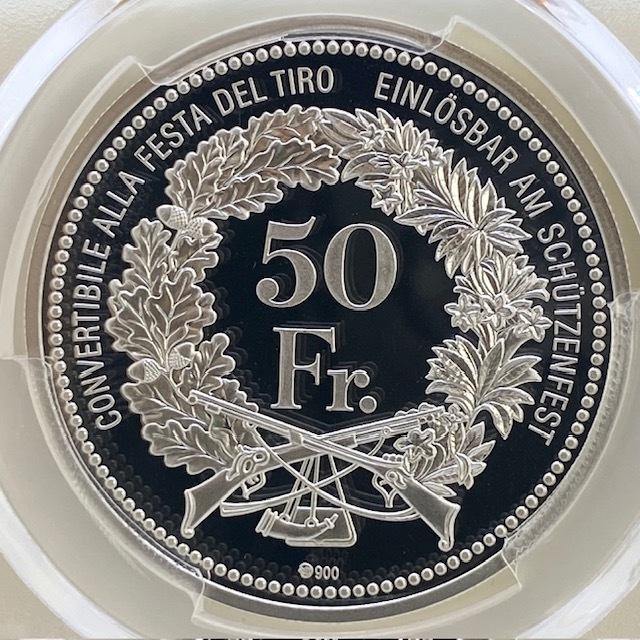 CONVERTIBILE ALLA FESTA DEL TIRO
EINLÖSBAR AM SCHÜTZENFEST
50
Fr.
900